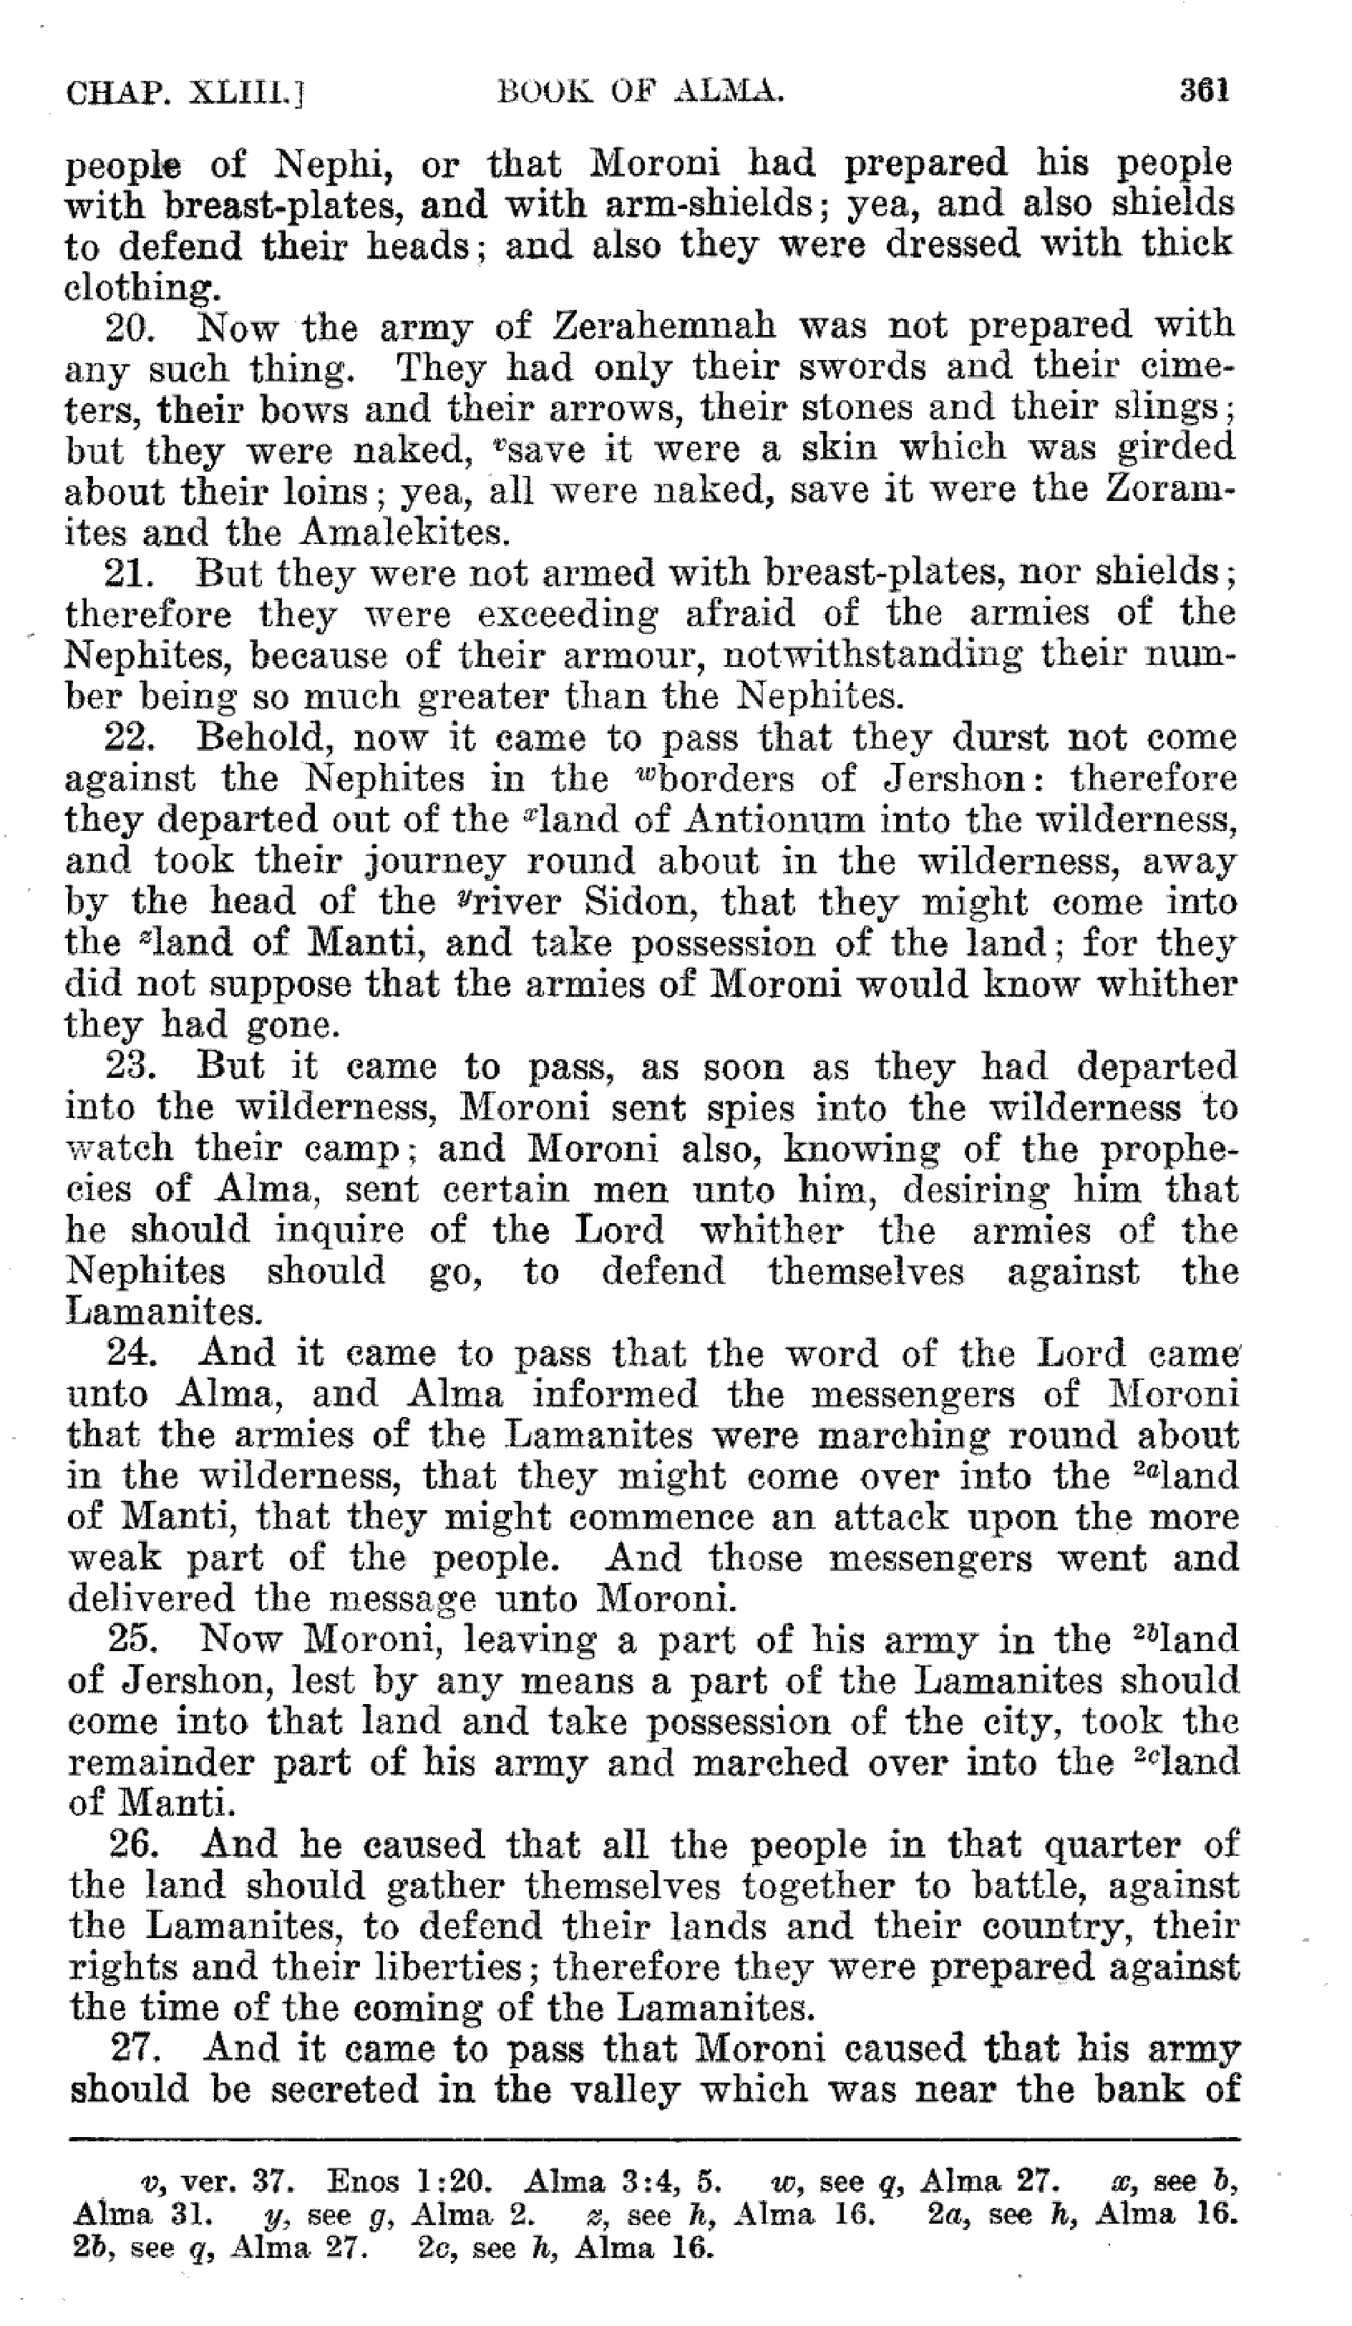 CHAP. XLIII.] BOOK OF ALMA. 361
people of Nephi, or that Moroni had prepared his people
with breast-plates, and with arm-shields; yea, and also shields
to defend their heads; and also they were dressed with thick
clothing.
20. Now the army of Zerahemnah was not prepared with
any such thing. They had only their swords and their cime-
ters, their bows and their arrows, their stones and their slings;
but they were naked, ᵛsave it were a skin which was girded
about their loins; yea, all were naked, save it were the Zoram-
ites and the Amalekites.
21. But they were not armed with breast-plates, nor shields;
therefore they were exceeding afraid of the armies of the
Nephites, because of their armour, notwithstanding their num-
ber being so much greater than the Nephites.
22. Behold, now it came to pass that they durst not come
against the Nephites in the ʷborders of Jershon: therefore
they departed out of the ˣland of Antionum into the wilderness,
and took their journey round about in the wilderness, away
by the head of the ʸriver Sidon, that they might come into
the ᶻland of Manti, and take possession of the land; for they
did not suppose that the armies of Moroni would know whither
they had gone.
23. But it came to pass, as soon as they had departed
into the wilderness, Moroni sent spies into the wilderness to
watch their camp; and Moroni also, knowing of the prophe-
cies of Alma, sent certain men unto him, desiring him that
he should inquire of the Lord whither the armies of the
Nephites should go, to defend themselves against the
Lamanites.
24. And it came to pass that the word of the Lord came
unto Alma, and Alma informed the messengers of Moroni
that the armies of the Lamanites were marching round about
in the wilderness, that they might come over into the ²ᵃland
of Manti, that they might commence an attack upon the more
weak part of the people. And those messengers went and
delivered the message unto Moroni.
25. Now Moroni, leaving a part of his army in the ²ᵇland
of Jershon, lest by any means a part of the Lamanites should
come into that land and take possession of the city, took the
remainder part of his army and marched over into the ²ᶜland
of Manti.
26. And he caused that all the people in that quarter of
the land should gather themselves together to battle, against
the Lamanites, to defend their lands and their country, their
rights and their liberties; therefore they were prepared against
the time of the coming of the Lamanites.
27. And it came to pass that Moroni caused that his army
should be secreted in the valley which was near the bank of
v, ver. 37. Enos 1:20. Alma 3:4, 5. w, see q, Alma 27. x, see b,
Alma 31. y, see g, Alma 2. z, see h, Alma 16. 2a, see h, Alma 16.
2b, see q, Alma 27. 2c, see h, Alma 16.